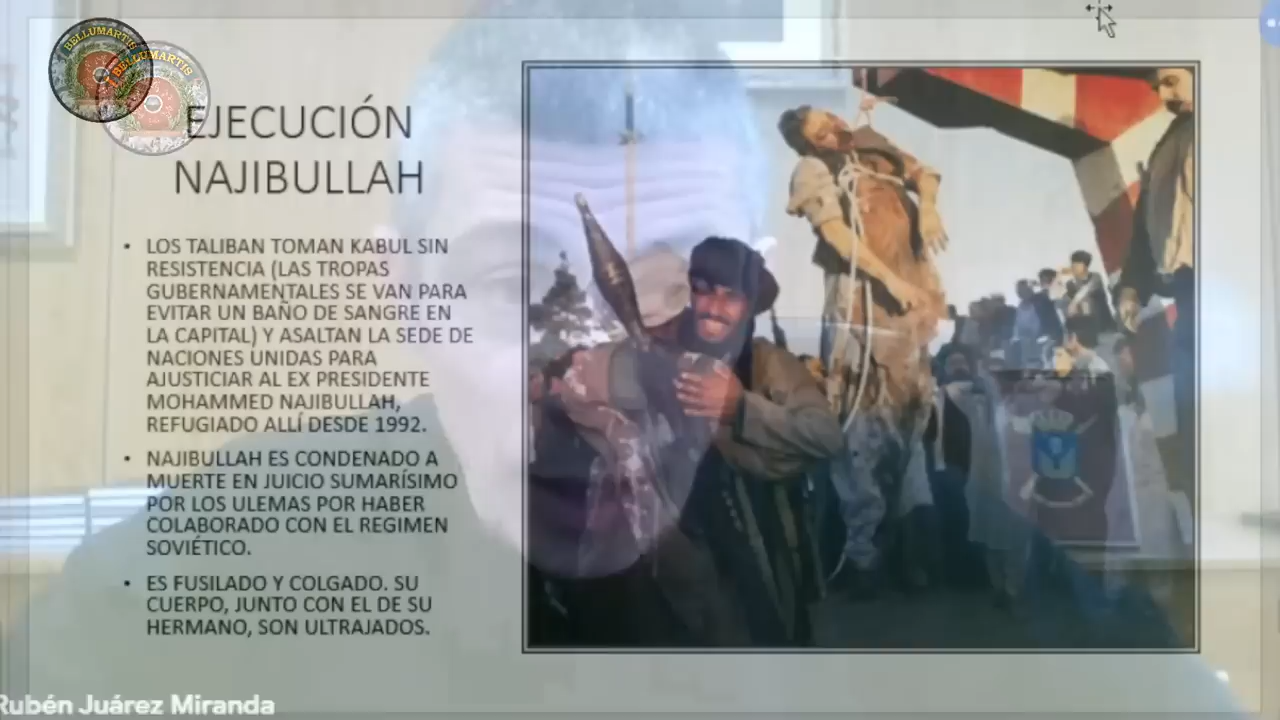 BELLUMARTIS
BELLUMARTIS
EJECUCIÓN
NAJIBULLAH
• LOS TALIBAN TOMAN KABUL SIN
RESISTENCIA (LAS TROPAS
GUBERNAMENTALES SE VAN PARA
EVITAR UN BAÑO DE SANGRE EN
LA CAPITAL) Y ASALTAN LA SEDE DE
NACIONES UNIDAS PARA
AJUSTICIAR AL EX PRESIDENTE
MOHAMMED NAJIBULLAH,
REFUGIADO ALLÍ DESDE 1992.
• NAJIBULLAH ES CONDENADO A
MUERTE EN JUICIO SUMARÍSIMO
POR LOS ULEMAS POR HABER
COLABORADO CON EL REGIMEN
SOVIÉTICO.
• ES FUSILADO Y COLGADO. SU
CUERPO, JUNTO CON EL DE SU
HERMANO, SON ULTRAJADOS.
Rubén Juárez Miranda